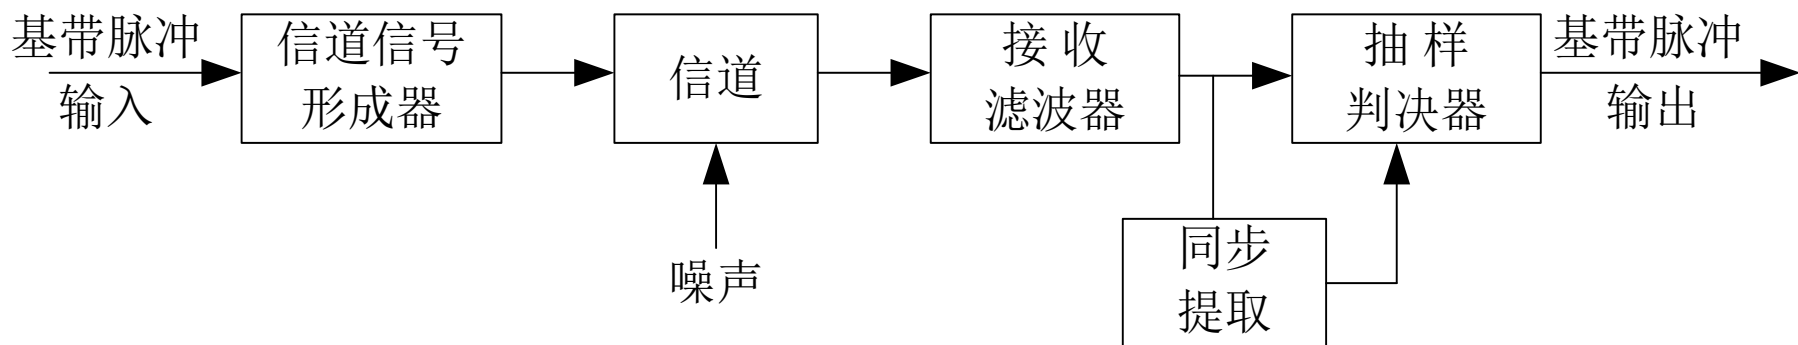 基带脉冲
输入
信道信号
形成器
信道
噪声
接 收
滤波器
同步
提取
抽 样
判决器
基带脉冲
输出